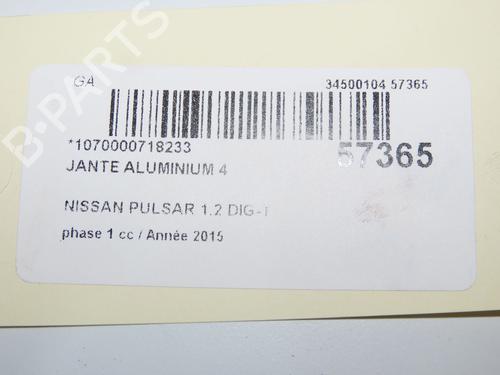 GA 34500104 57365
*1070000718233 57365
JANTE ALUMINIUM 4
NISSAN PULSAR 1.2 DIG-T
phase 1 cc / Année 2015
B-PARTS